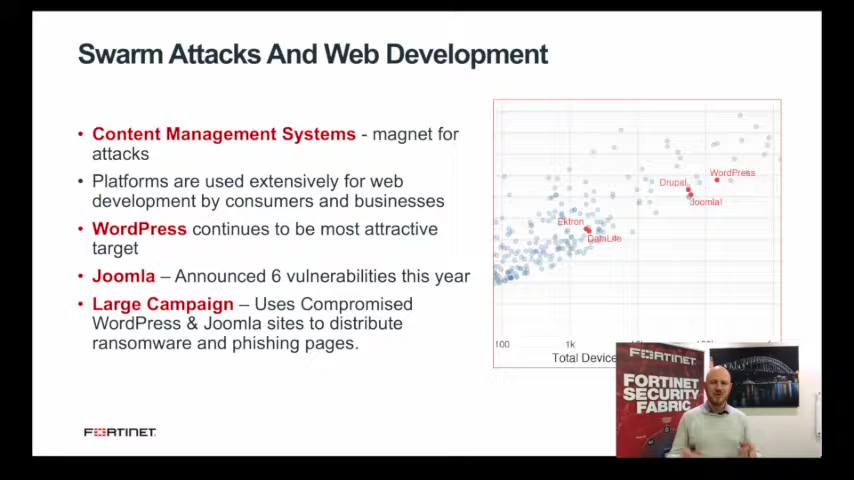 Swarm Attacks And Web Development
• Content Management Systems - magnet for
attacks
• Platforms are used extensively for web
development by consumers and businesses
• WordPress continues to be most attractive
target
• Joomla – Announced 6 vulnerabilities this year
• Large Campaign – Uses Compromised
WordPress & Joomla sites to distribute
ransomware and phishing pages.
WordPress
Drupal
Joomla!
Ektron
DataLife
100
1k
Total Device
FORTINET
FORTINET
SECURITY
FABRIC
FORTINET